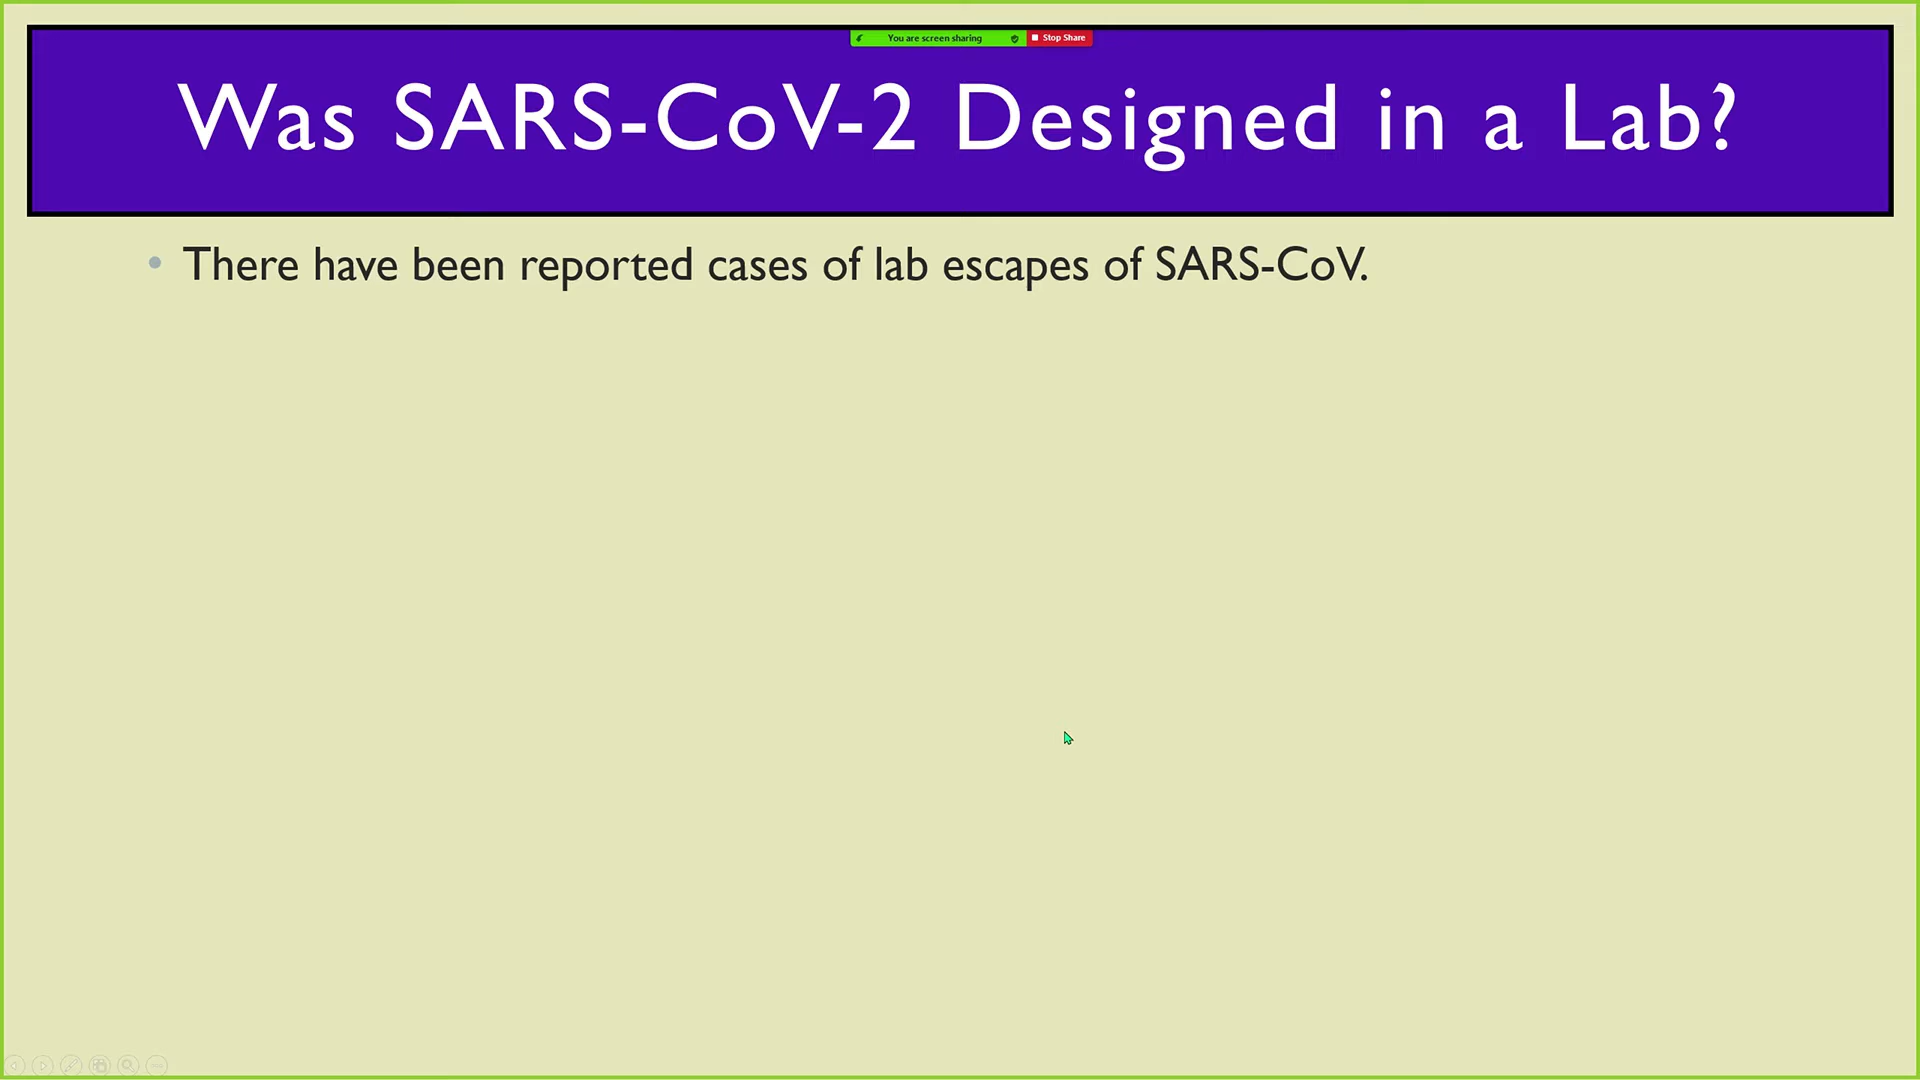 You are screen sharing
Stop Share
Was SARS-CoV-2 Designed in a Lab?
• There have been reported cases of lab escapes of SARS-CoV.